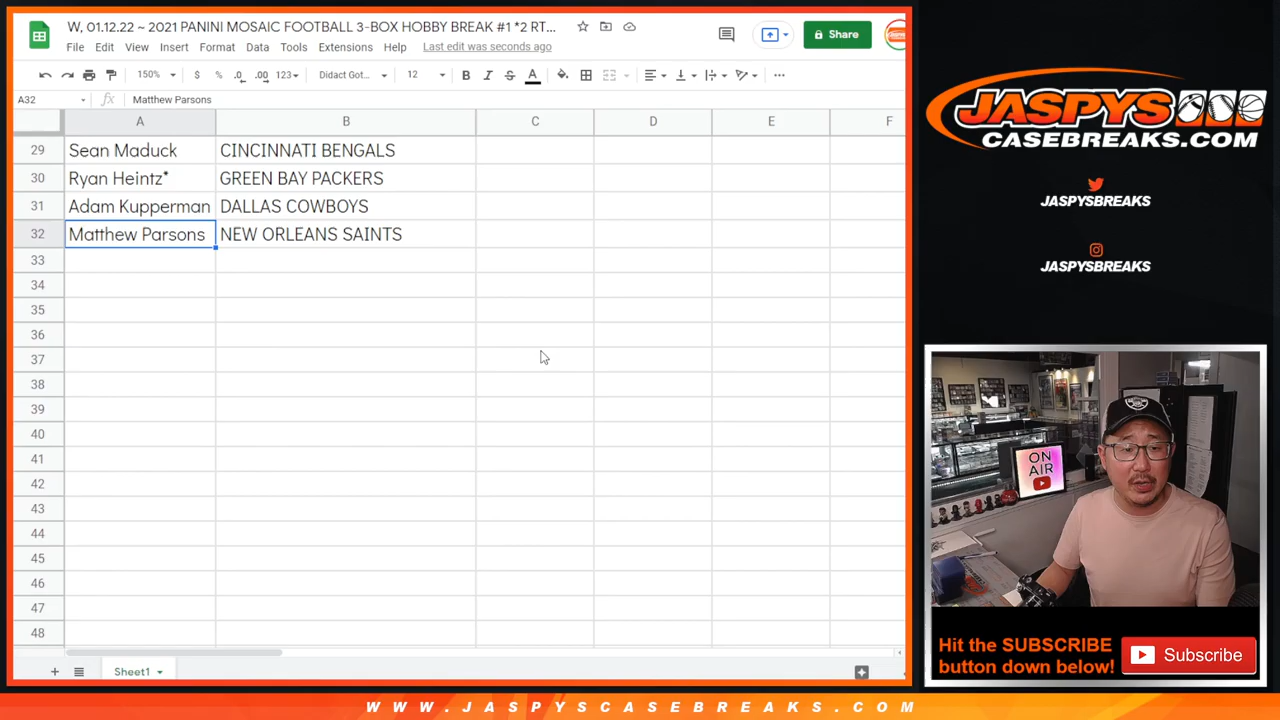 W, 01.12.22 ~ 2021 PANINI MOSAIC FOOTBALL 3-BOX HOBBY BREAK #1 *2 RT...
File Edit View Insert Format Data Tools Extensions Help Last edit was seconds ago
Share
150% $ % .0 .00 123 Didact Got... 12 B I S A
A32 fx Matthew Parsons
A B C D E F
29 Sean Maduck CINCINNATI BENGALS
30 Ryan Heintz* GREEN BAY PACKERS
31 Adam Kupperman DALLAS COWBOYS
32 Matthew Parsons NEW ORLEANS SAINTS
33
34
35
36
37
38
39
40
41
42
43
44
45
46
47
48
Sheet1
JASPYS
CASEBREAKS.COM
JASPYSBREAKS
JASPYSBREAKS
ON
AIR
Hit the SUBSCRIBE
button down below!
Subscribe
WWW.JASPYSCASEBREAKS.COM